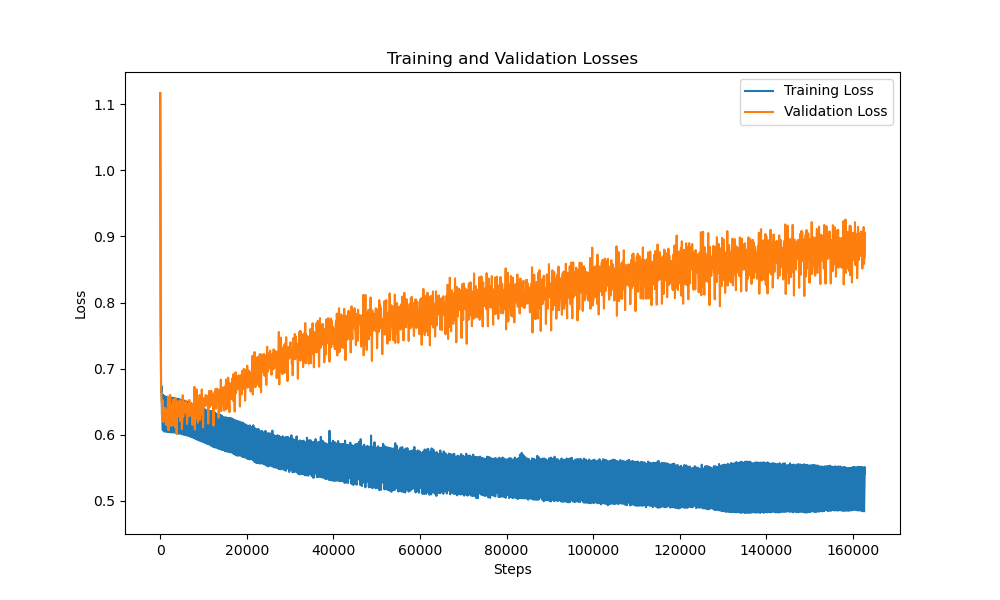 Training and Validation Losses
Training Loss
Validation Loss
1.1
1.0
0.9
0.8
0.7
0.6
0.5
Loss
0 20000 40000 60000 80000 100000 120000 140000 160000
Steps